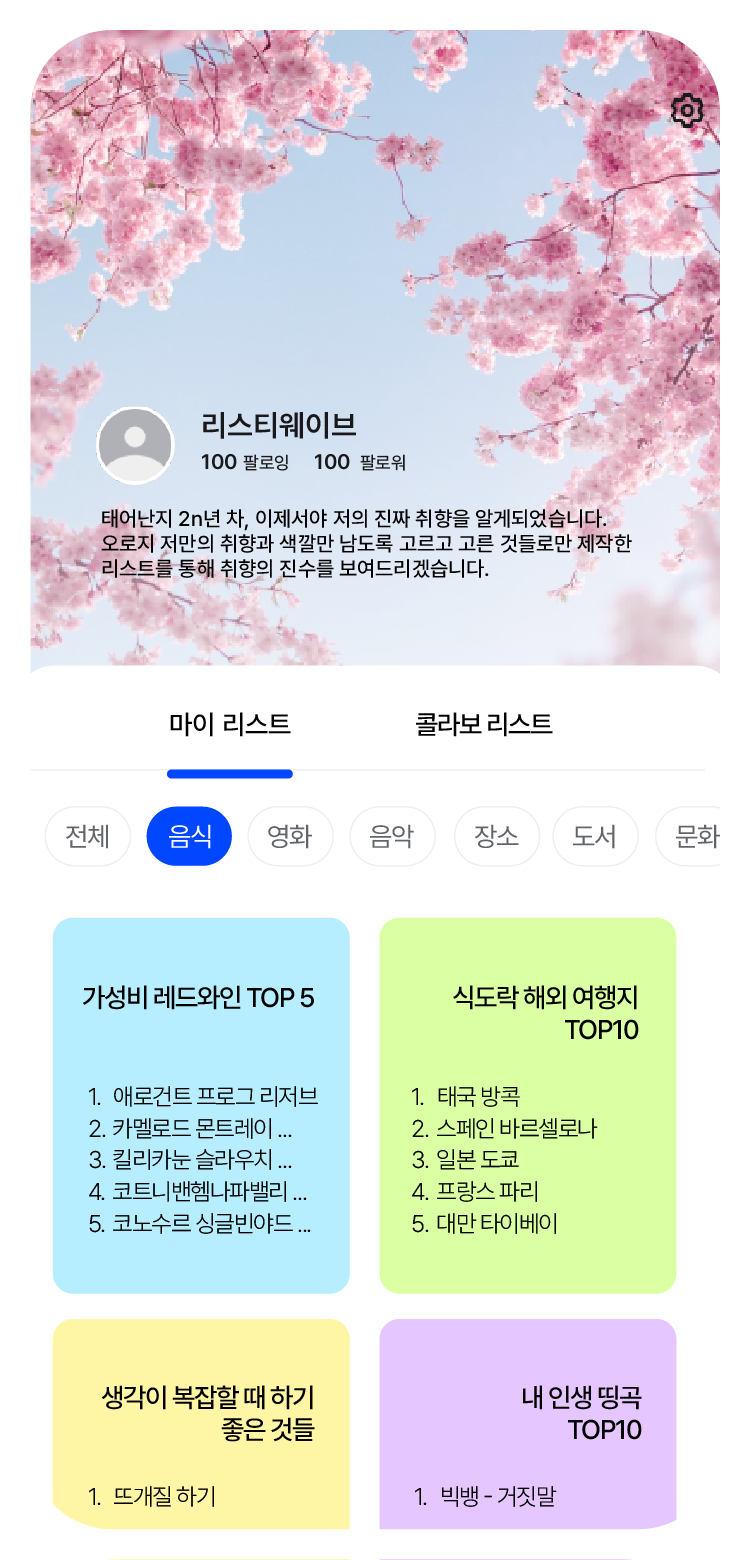 리스티웨이브
100 팔로잉 100 팔로워
태어난지 2n년 차, 이제서야 저의 진짜 취향을 알게되었습니다.
오로지 저만의 취향과 색깔만 남도록 고르고 고른 것들로만 제작한
리스트를 통해 취향의 진수를 보여드리겠습니다.
마이 리스트 콜라보 리스트
전체 음식 영화 음악 장소 도서 문화
가성비 레드와인 TOP 5
1. 애로건트 프로그 리저브
2. 카멜로드 몬트레이 ...
3. 킬리카눈 슬라우치 ...
4. 코트니밴헴나파밸리 ...
5. 코노수르 싱글빈야드 ...
식도락 해외 여행지
TOP10
1. 태국 방콕
2. 스페인 바르셀로나
3. 일본 도쿄
4. 프랑스 파리
5. 대만 타이베이
생각이 복잡할 때 하기
좋은 것들
1. 뜨개질 하기
내 인생 띵곡
TOP10
1. 빅뱅 - 거짓말